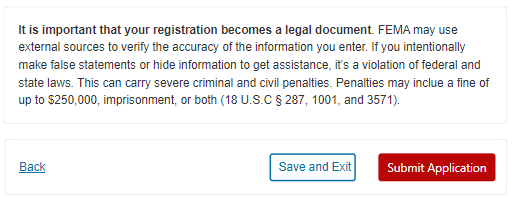 It is important that your registration becomes a legal document. FEMA may use
external sources to verify the accuracy of the information you enter. If you intentionally
make false statements or hide information to get assistance, it's a violation of federal and
state laws. This can carry severe criminal and civil penalties. Penalties may inclue a fine of
up to $250,000, imprisonment, or both (18 U.S.C § 287, 1001, and 3571).
Back Save and Exit Submit Application